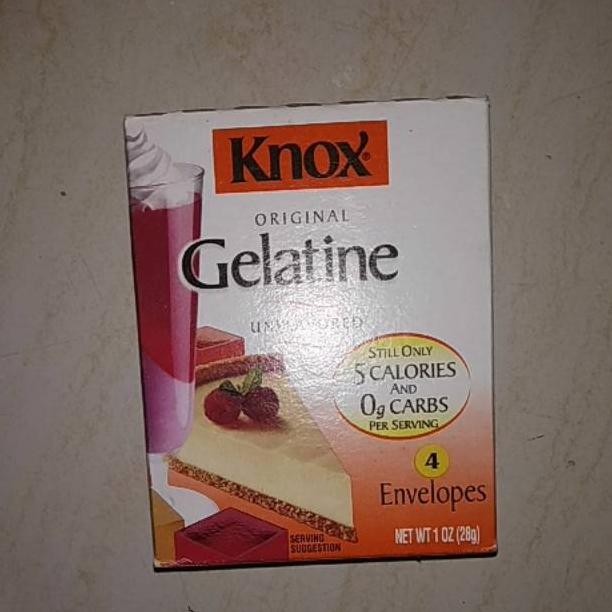 Knox®
ORIGINAL
Gelatine
UNFLAVORED
STILL ONLY
5 CALORIES
AND
0g CARBS
PER SERVING
4
Envelopes
SERVING
SUGGESTION
NET WT 1 OZ (28g)